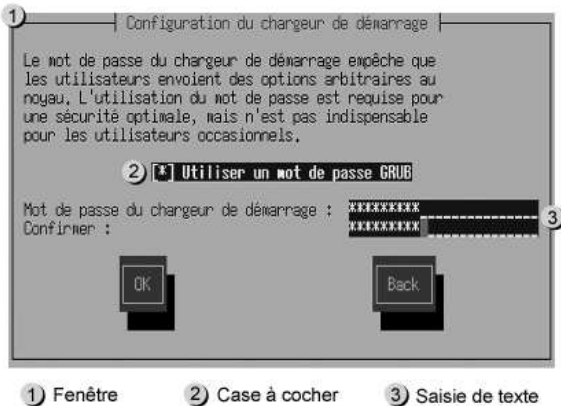 1) Configuration du chargeur de démarrage
Le mot de passe du chargeur de démarrage empêche que
les utilisateurs envoient des options arbitraires au
noyau. L'utilisation du mot de passe est requise pour
une sécurité optimale, mais n'est pas indispensable
pour les utilisateurs occasionnels.
2) [*] Utiliser un mot de passe GRUB
Mot de passe du chargeur de démarrage : *********
Confirmer : ********* 3)
OK Back
1) Fenêtre 2) Case à cocher 3) Saisie de texte